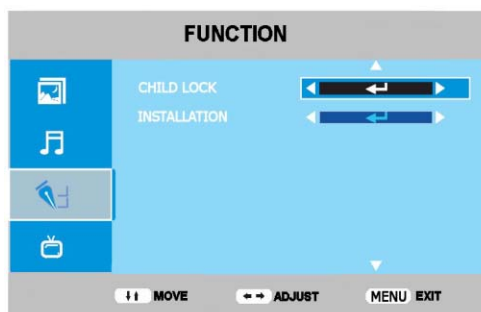 FUNCTION
CHILD LOCK
INSTALLATION
MOVE ADJUST MENU EXIT